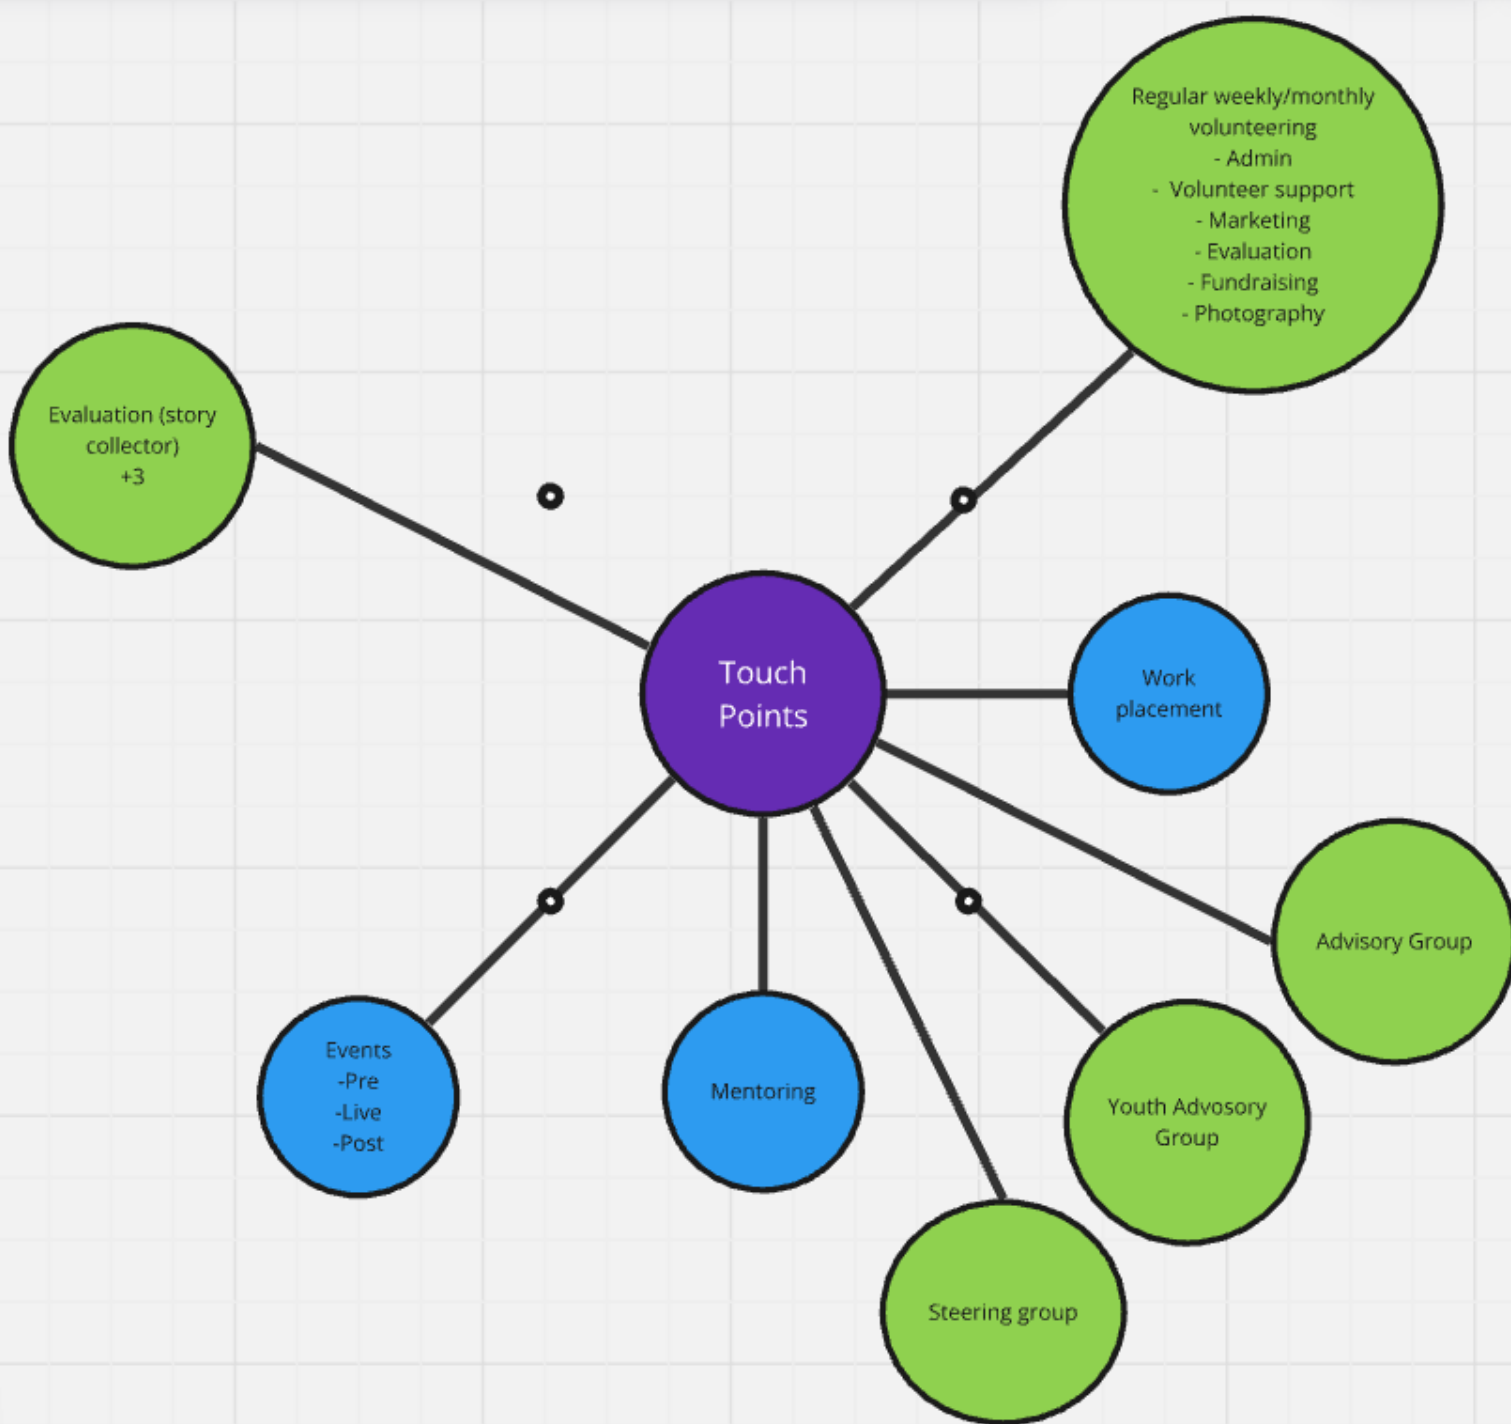 Regular weekly/monthly
volunteering
- Admin
- Volunteer support
- Marketing
- Evaluation
- Fundraising
- Photography
Evaluation (story
collector)
+3
Touch
Points
Work
placement
Advisory Group
Events
-Pre
-Live
-Post
Mentoring
Youth Advosory
Group
Steering group